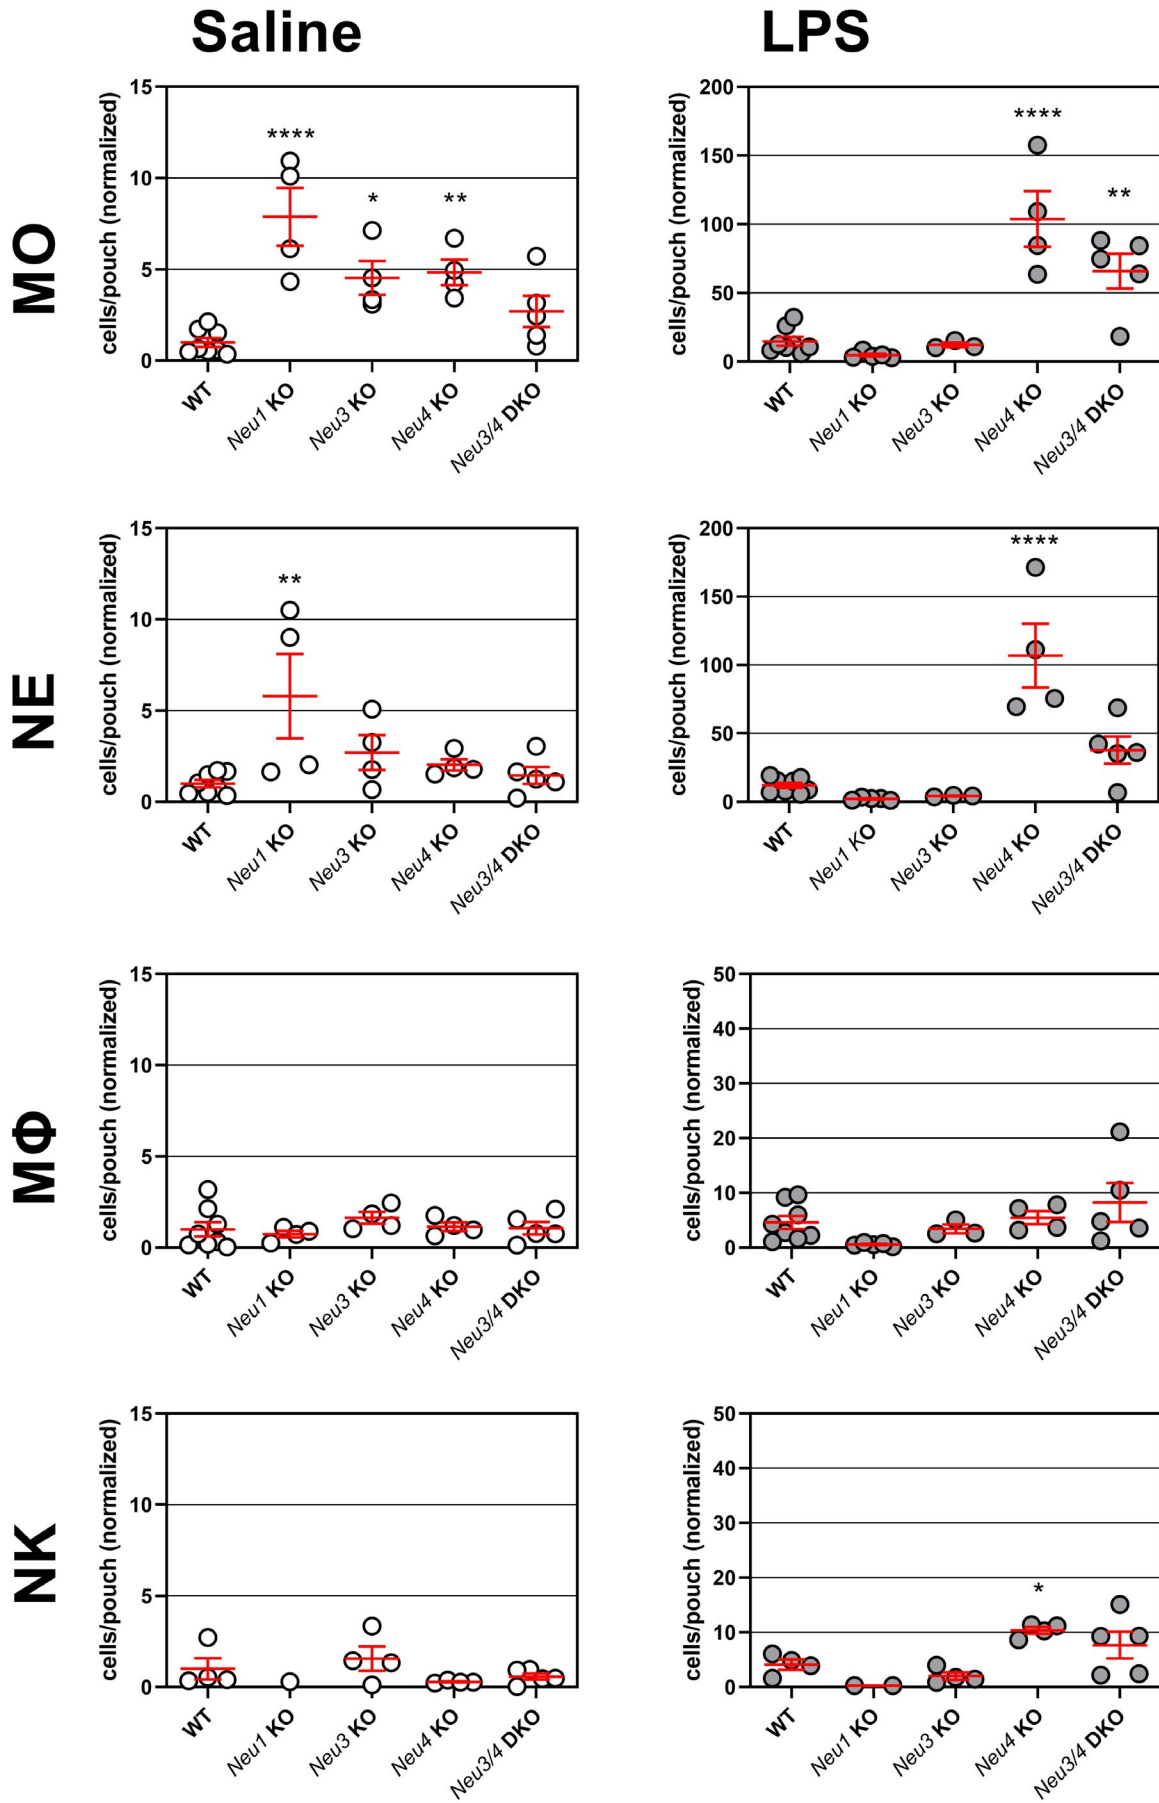 Saline
LPS
MO
cells/pouch (normalized)
15
10
5
0
****
*
**
WT
Neu1 KO
Neu3 KO
Neu4 KO
Neu3/4 DKO
cells/pouch (normalized)
200
150
100
50
0
****
**
WT
Neu1 KO
Neu3 KO
Neu4 KO
Neu3/4 DKO
NE
cells/pouch (normalized)
15
10
5
0
**
WT
Neu1 KO
Neu3 KO
Neu4 KO
Neu3/4 DKO
cells/pouch (normalized)
200
150
100
50
0
****
WT
Neu1 KO
Neu3 KO
Neu4 KO
Neu3/4 DKO
MΦ
cells/pouch (normalized)
15
10
5
0
WT
Neu1 KO
Neu3 KO
Neu4 KO
Neu3/4 DKO
cells/pouch (normalized)
50
40
30
20
10
0
WT
Neu1 KO
Neu3 KO
Neu4 KO
Neu3/4 DKO
NK
cells/pouch (normalized)
15
10
5
0
WT
Neu1 KO
Neu3 KO
Neu4 KO
Neu3/4 DKO
cells/pouch (normalized)
50
40
30
20
10
0
*
WT
Neu1 KO
Neu3 KO
Neu4 KO
Neu3/4 DKO